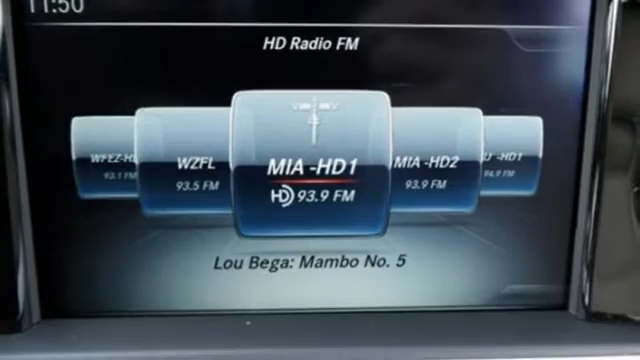 11:50
HD Radio FM
WFEZ-H
93.1 FM
WZFL
93.5 FM
MIA -HD1
HD 93.9 FM
MIA -HD2
93.9 FM
-HD1
94.9 FM
Lou Bega: Mambo No. 5